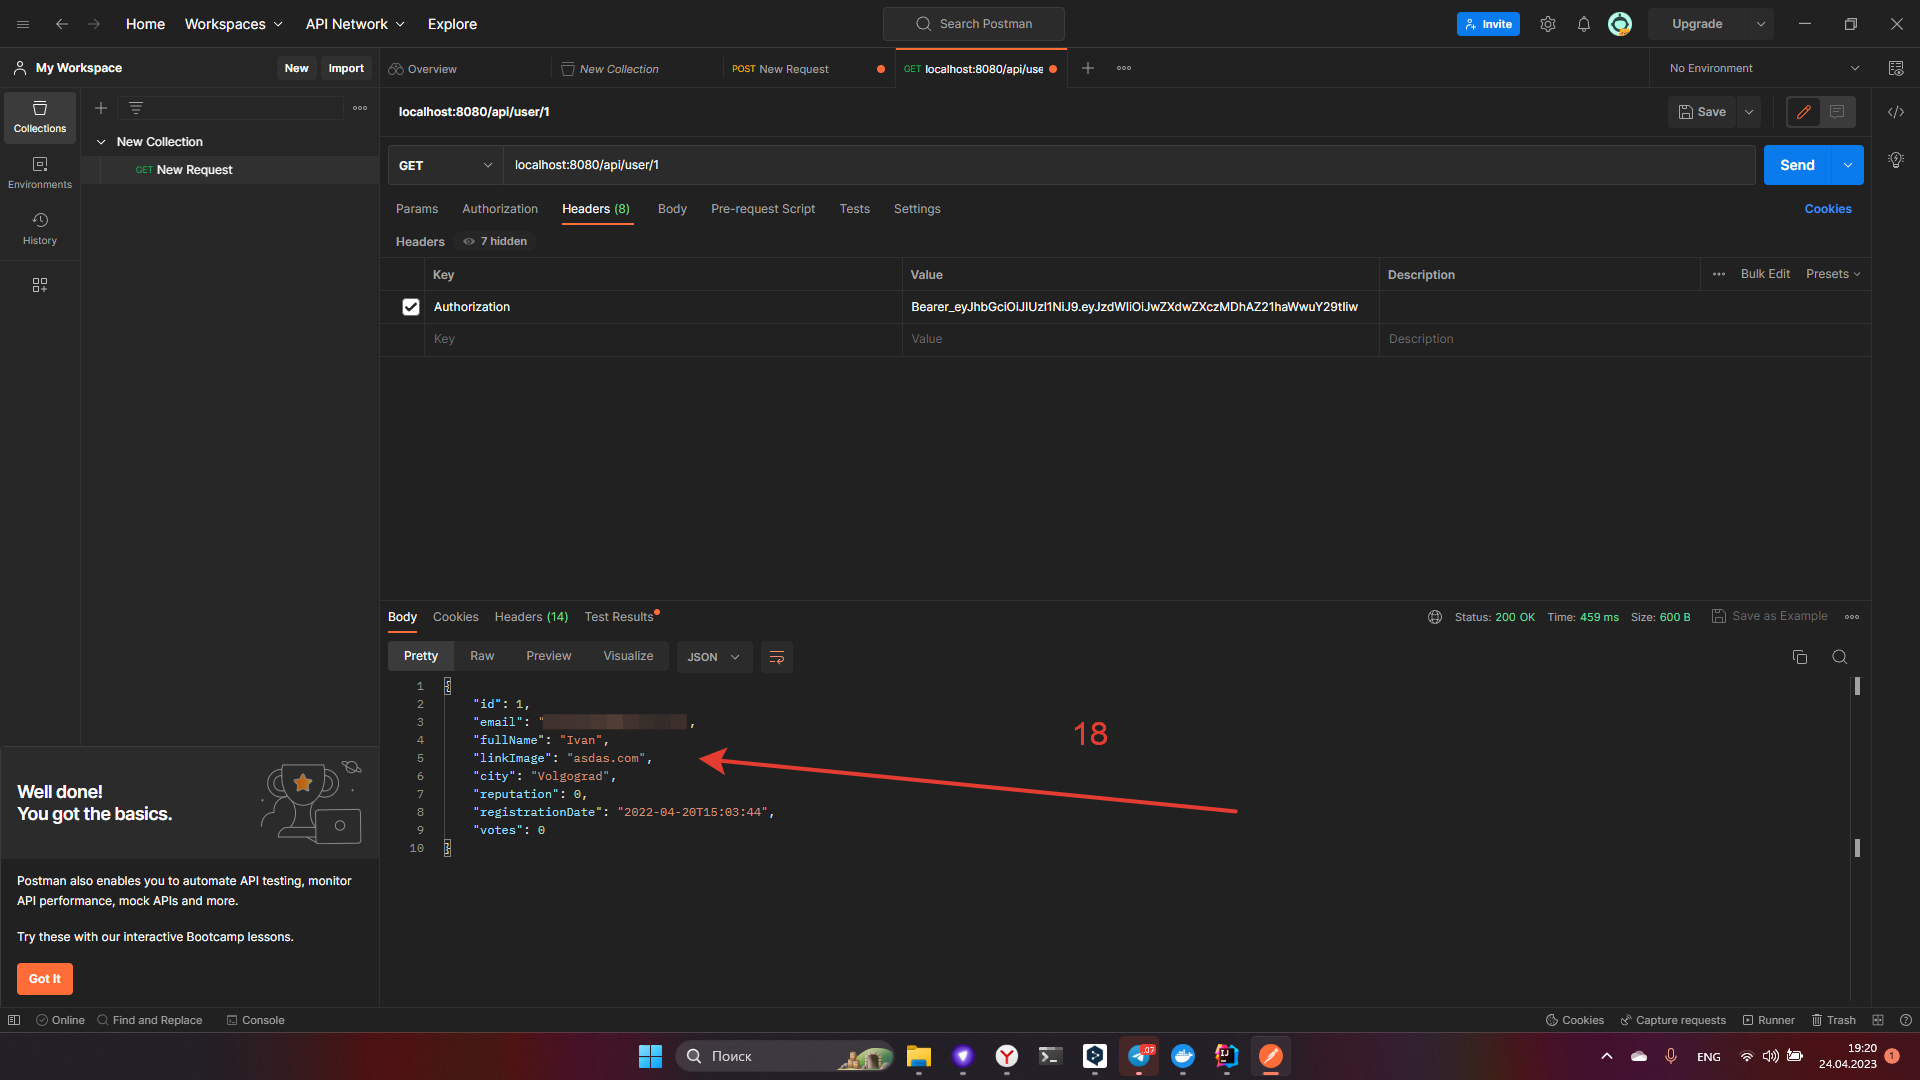 Home
Workspaces
API Network
Explore
Search Postman
Invite
Upgrade
My Workspace
New
Import
Overview
New Collection
POST New Request
GET localhost:8080/api/use
No Environment
Collections
Environments
History
New Collection
GET New Request
localhost:8080/api/user/1
Save
GET
localhost:8080/api/user/1
Send
Params
Authorization
Headers (8)
Body
Pre-request Script
Tests
Settings
Cookies
Headers
7 hidden
Key
Value
Description
Bulk Edit
Presets
Authorization
Bearer_eyJhbGciOiJIUzI1NiJ9.eyJzdWIiOiJwZXdwZXczMDhAZ21haWwuY29tIiw
Key
Value
Description
Body
Cookies
Headers (14)
Test Results
Status: 200 OK
Time: 459 ms
Size: 600 B
Save as Example
Pretty
Raw
Preview
Visualize
JSON
1 {
2 "id": 1,
3 "email": " ,
4 "fullName": "Ivan",
5 "linkImage": "asdas.com",
6 "city": "Volgograd",
7 "reputation": 0,
8 "registrationDate": "2022-04-20T15:03:44",
9 "votes": 0
10 }
18
Well done!
You got the basics.
Postman also enables you to automate API testing, monitor
API performance, mock APIs and more.
Try these with our interactive Bootcamp lessons.
Got It
Online
Find and Replace
Console
Cookies
Capture requests
Runner
Trash
Поиск
07
ENG
19:20
24.04.2023
1